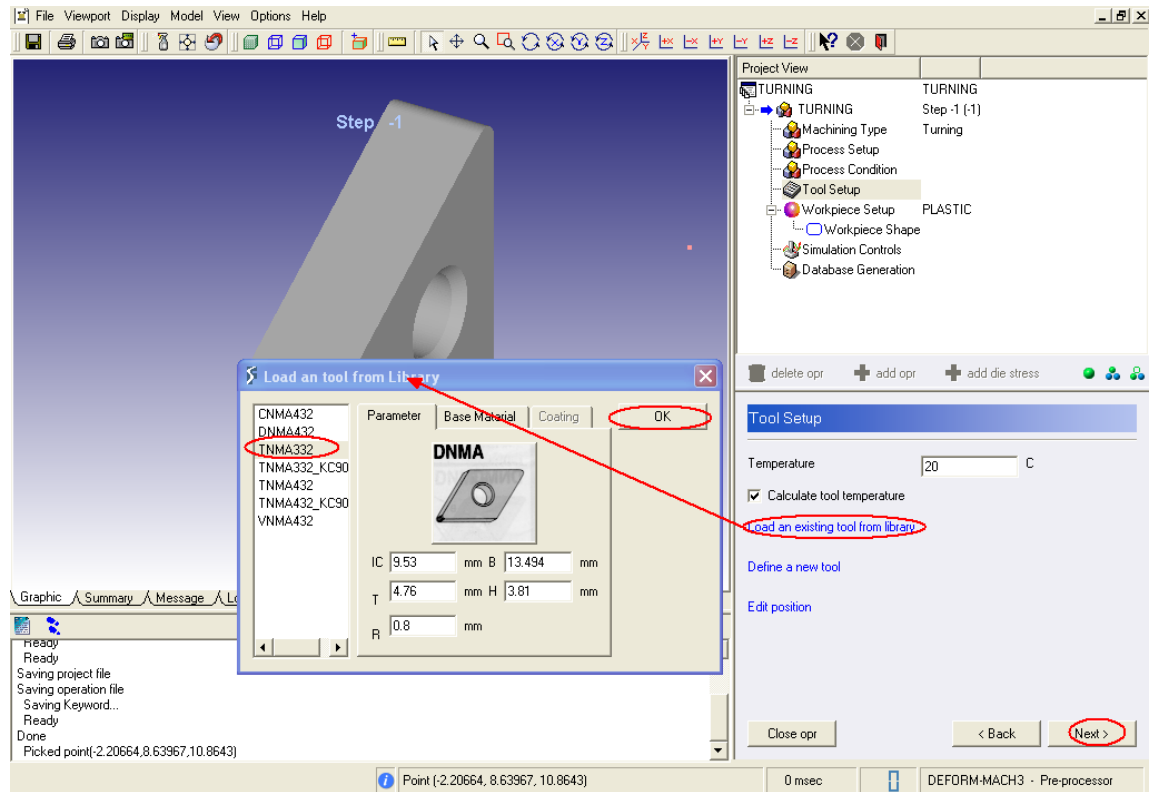 File Viewport Display Model View Options Help
Step -1
Project View
TURNING TURNING
TURNING Step -1 (-1)
Machining Type Turning
Process Setup
Process Condition
Tool Setup
Workpiece Setup PLASTIC
Workpiece Shape
Simulation Controls
Database Generation
delete opr add opr add die stress
Load an tool from Library
CNMA432
DNMA432
TNMA332
TNMA332_KC90
TNMA432
TNMA432_KC90
VNMA432
Parameter Base Material Coating
OK
DNMA
IC 9.53 mm B 13.494 mm
T 4.76 mm H 3.81 mm
R 0.8 mm
Tool Setup
Temperature 20 C
Calculate tool temperature
Load an existing tool from library
Define a new tool
Edit position
Close opr < Back Next >
Graphic Summary Message Lo
Ready
Ready
Saving project file
Saving operation file
Saving Keyword...
Ready
Done
Picked point(-2.20664,8.63967,10.8643)
Point (-2.20664, 8.63967, 10.8643) 0 msec DEFORM-MACH3 - Pre-processor